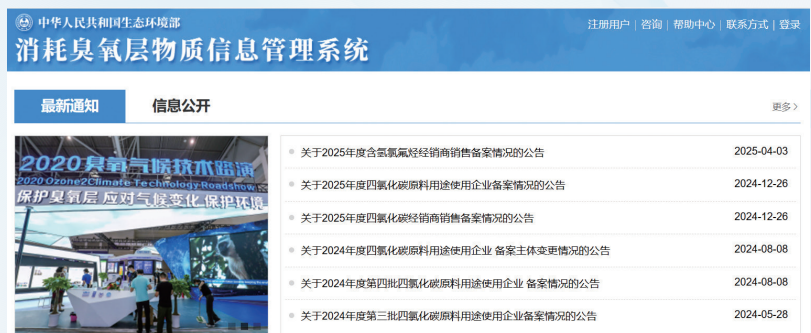 中华人民共和国生态环境部
注册用户 | 咨询 | 帮助中心 | 联系方式 | 登录
消耗臭氧层物质信息管理系统
最新通知 信息公开 更多 >
2020臭氧气候技术路演
2020 Ozone2Climate Technology Roadshow
保护臭氧层 应对气候变化 保护环境
关于2025年度含氢氯氟烃经销商销售备案情况的公告 2025-04-03
关于2025年度四氯化碳原料用途使用企业备案情况的公告 2024-12-26
关于2025年度四氯化碳经销商销售备案情况的公告 2024-12-26
关于2024年度四氯化碳原料用途使用企业 备案主体变更情况的公告 2024-08-08
关于2024年度第四批四氯化碳原料用途使用企业 备案情况的公告 2024-08-08
关于2024年度第三批四氯化碳原料用途使用企业备案情况的公告 2024-05-28